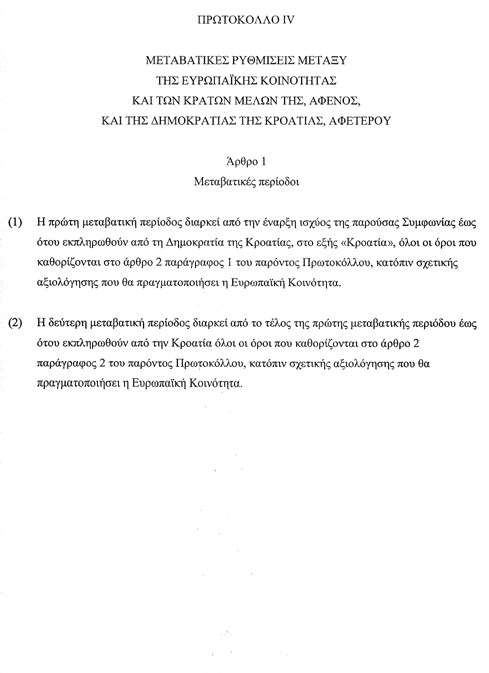 ΠΡΩΤΟΚΟΛΛΟ IV
ΜΕΤΑΒΑΤΙΚΕΣ ΡΥΘΜΙΣΕΙΣ ΜΕΤΑΞΥ
ΤΗΣ ΕΥΡΩΠΑΪΚΗΣ ΚΟΙΝΟΤΗΤΑΣ
ΚΑΙ ΤΩΝ ΚΡΑΤΩΝ ΜΕΛΩΝ ΤΗΣ, ΑΦΕΝΟΣ,
ΚΑΙ ΤΗΣ ΔΗΜΟΚΡΑΤΙΑΣ ΤΗΣ ΚΡΟΑΤΙΑΣ, ΑΦΕΤΕΡΟΥ
Άρθρο 1
Μεταβατικές περίοδοι
(1) Η πρώτη μεταβατική περίοδος διαρκεί από την έναρξη ισχύος της παρούσας Συμφωνίας έως
ότου εκπληρωθούν από τη Δημοκρατία της Κροατίας, στο εξής «Κροατία», όλοι οι όροι που
καθορίζονται στο άρθρο 2 παράγραφος 1 του παρόντος Πρωτοκόλλου, κατόπιν σχετικής
αξιολόγησης που θα πραγματοποιήσει η Ευρωπαϊκή Κοινότητα.
(2) Η δεύτερη μεταβατική περίοδος διαρκεί από το τέλος της πρώτης μεταβατικής περιόδου έως
ότου εκπληρωθούν από την Κροατία όλοι οι όροι που καθορίζονται στο άρθρο 2
παράγραφος 2 του παρόντος Πρωτοκόλλου, κατόπιν σχετικής αξιολόγησης που θα
πραγματοποιήσει η Ευρωπαϊκή Κοινότητα.